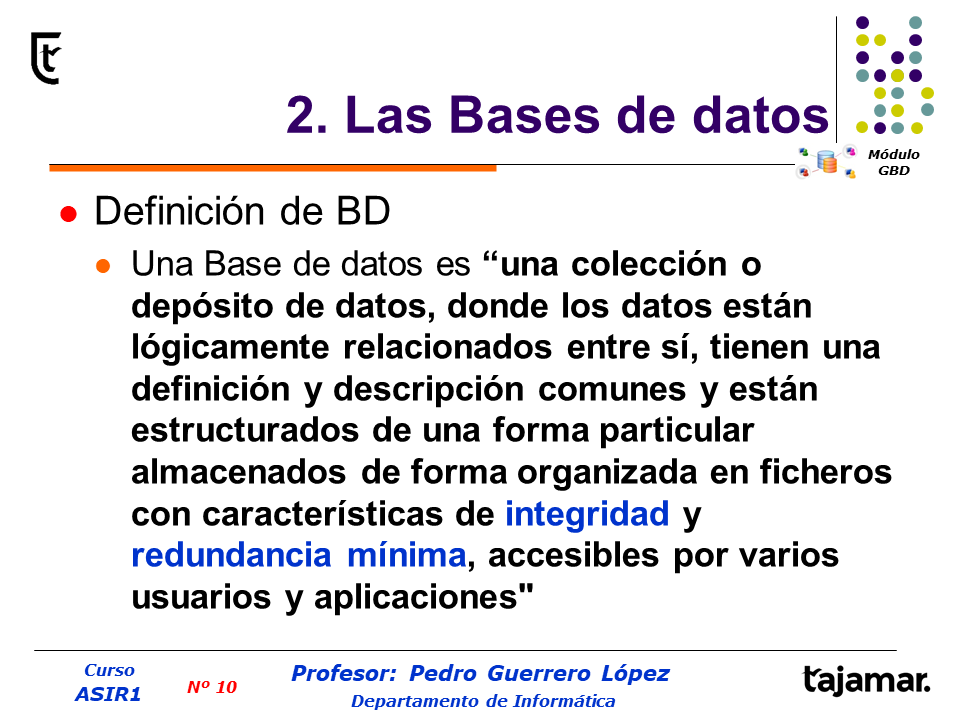 2. Las Bases de datos
Módulo
GBD
Definición de BD
Una Base de datos es “una colección o
depósito de datos, donde los datos están
lógicamente relacionados entre sí, tienen una
definición y descripción comunes y están
estructurados de una forma particular
almacenados de forma organizada en ficheros
con características de integridad y
redundancia mínima, accesibles por varios
usuarios y aplicaciones"
Curso
ASIR1
Nº 10
Profesor: Pedro Guerrero López
Departamento de Informática
tajamar.